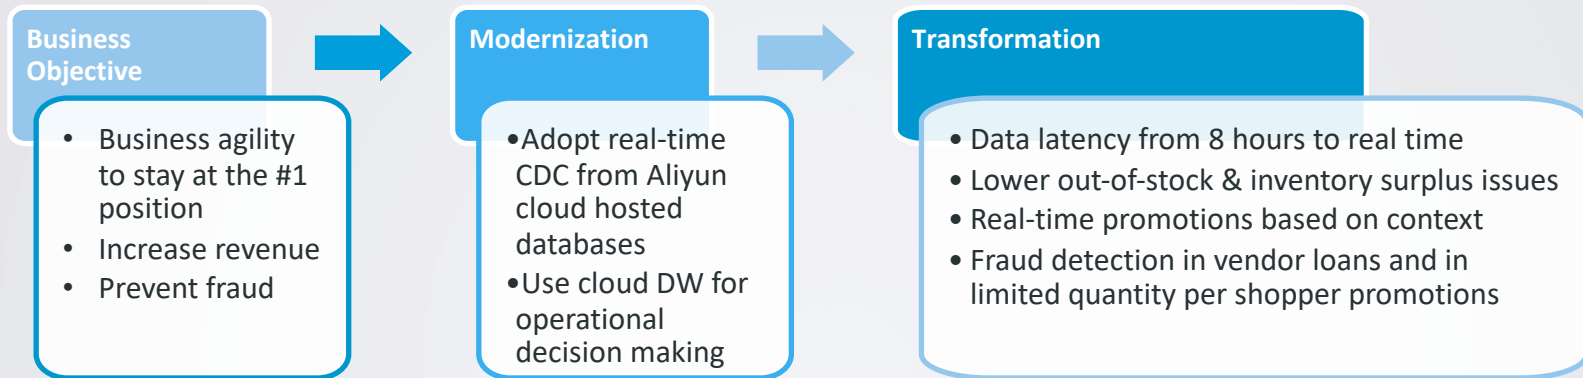 Business
Objective
• Business agility
to stay at the #1
position
• Increase revenue
• Prevent fraud
Modernization
•Adopt real-time
CDC from Aliyun
cloud hosted
databases
•Use cloud DW for
operational
decision making
Transformation
• Data latency from 8 hours to real time
• Lower out-of-stock & inventory surplus issues
• Real-time promotions based on context
• Fraud detection in vendor loans and in
limited quantity per shopper promotions